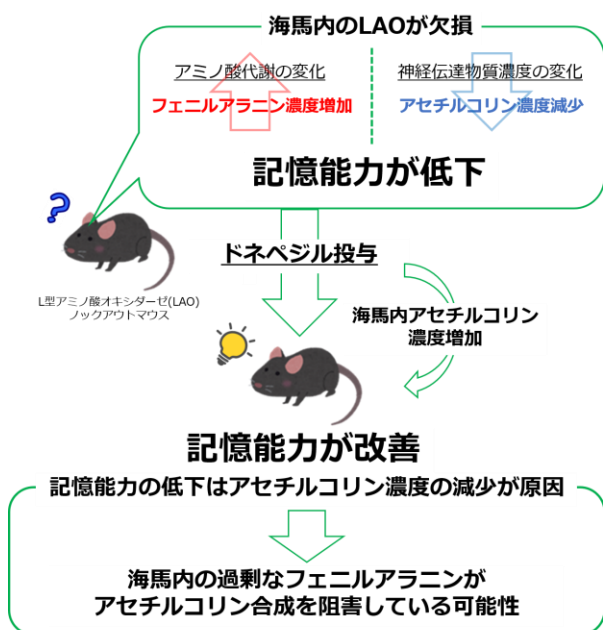 海馬内のLAOが欠損
アミノ酸代謝の変化
フェニルアラニン濃度増加
神経伝達物質濃度の変化
アセチルコリン濃度減少
記憶能力が低下
?
L型アミノ酸オキシダーゼ(LAO)
ノックアウトマウス
ドネペジル投与
海馬内アセチルコリン
濃度増加
記憶能力が改善
記憶能力の低下はアセチルコリン濃度の減少が原因
海馬内の過剰なフェニルアラニンが
アセチルコリン合成を阻害している可能性